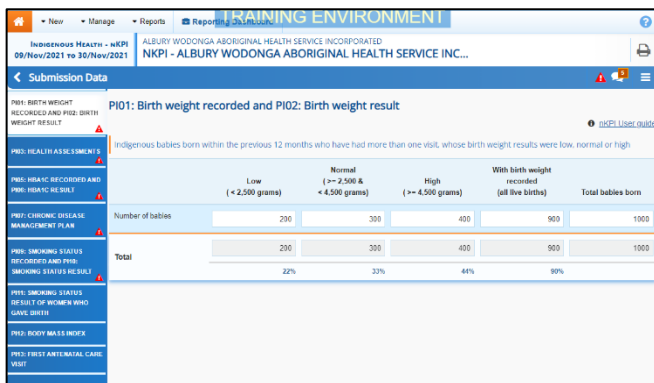 TRAINING ENVIRONMENT
New Manage Reports Reporting Dashboard
INDIGENOUS HEALTH - NKPI
09/NOV/2021 TO 30/NOV/2021
ALBURY WODONGA ABORIGINAL HEALTH SERVICE INCORPORATED
NKPI - ALBURY WODONGA ABORIGINAL HEALTH SERVICE INC...
Submission Data
3
PI01: BIRTH WEIGHT
RECORDED AND PI02: BIRTH
WEIGHT RESULT
PI03: HEALTH ASSESSMENTS
PI05: HBA1C RECORDED AND
PI06: HBA1C RESULT
PI07: CHRONIC DISEASE
MANAGEMENT PLAN
PI09: SMOKING STATUS
RECORDED AND PI10:
SMOKING STATUS RESULT
PI11: SMOKING STATUS
RESULT OF WOMEN WHO
GAVE BIRTH
PI12: BODY MASS INDEX
PI13: FIRST ANTENATAL CARE
VISIT
PI01: Birth weight recorded and PI02: Birth weight result
nKPI User guide
Indigenous babies born within the previous 12 months who have had more than one visit, whose birth weight results were low, normal or high
Low
( < 2,500 grams)
Normal
( >= 2,500 &
< 4,500 grams)
High
( >= 4,500 grams)
With birth weight
recorded
(all live births)
Total babies born
Number of babies 200 300 400 900 1000
Total 200 300 400 900 1000
22% 33% 44% 90%